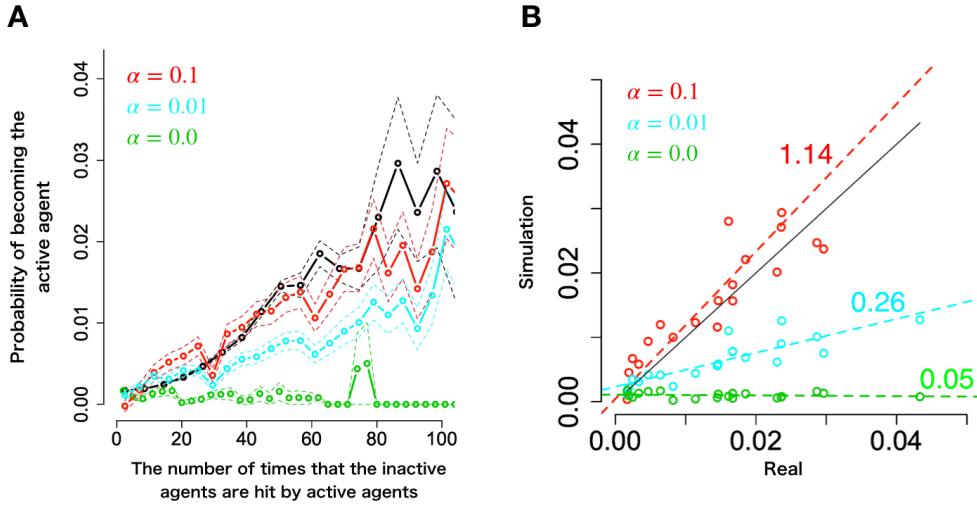 A
Probability of becoming the
active agent
0.04
0.03
0.02
0.01
0.00
α = 0.1
α = 0.01
α = 0.0
0 20 40 60 80 100
The number of times that the inactive
agents are hit by active agents
B
Simulation
0.04
0.02
0.00
α = 0.1
α = 0.01
α = 0.0
1.14
0.26
0.05
0.00 0.02 0.04
Real